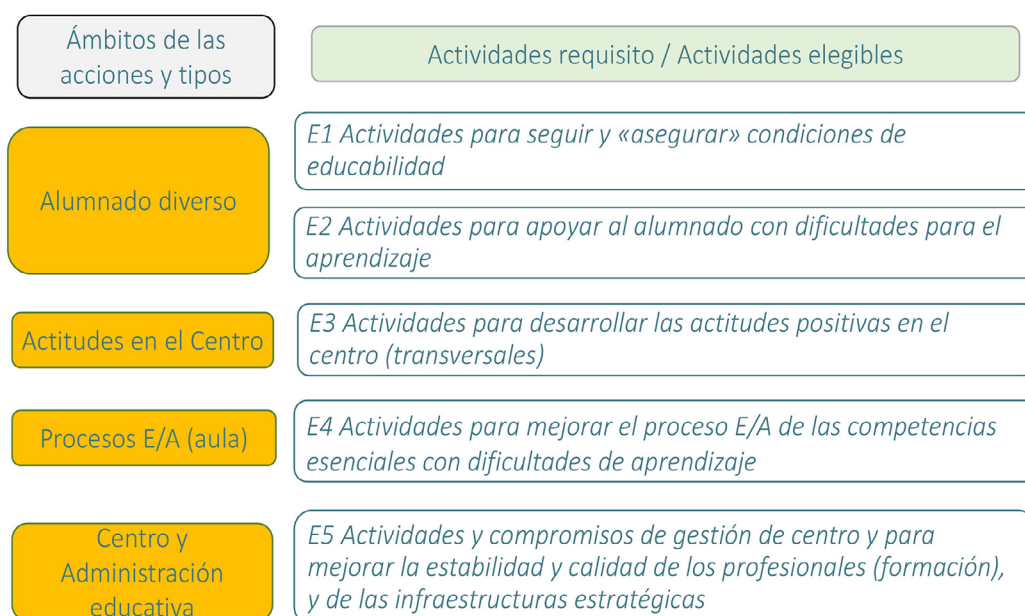 Ámbitos de las
acciones y tipos
Actividades requisito / Actividades elegibles
Alumnado diverso
E1 Actividades para seguir y «asegurar» condiciones de
educabilidad
E2 Actividades para apoyar al alumnado con dificultades para el
aprendizaje
Actitudes en el Centro
E3 Actividades para desarrollar las actitudes positivas en el
centro (transversales)
Procesos E/A (aula)
E4 Actividades para mejorar el proceso E/A de las competencias
esenciales con dificultades de aprendizaje
Centro y
Administración
educativa
E5 Actividades y compromisos de gestión de centro y para
mejorar la estabilidad y calidad de los profesionales (formación),
y de las infraestructuras estratégicas